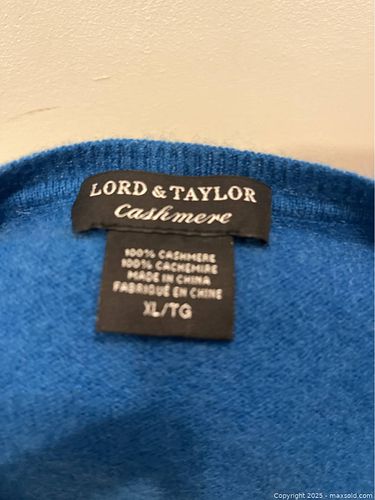 LORD & TAYLOR
Cashmere
100% CASHMERE
100% CACHEMIRE
MADE IN CHINA
FABRIQUÉ EN CHINE
XL/TG
Copyright 2025 - maxsold.com